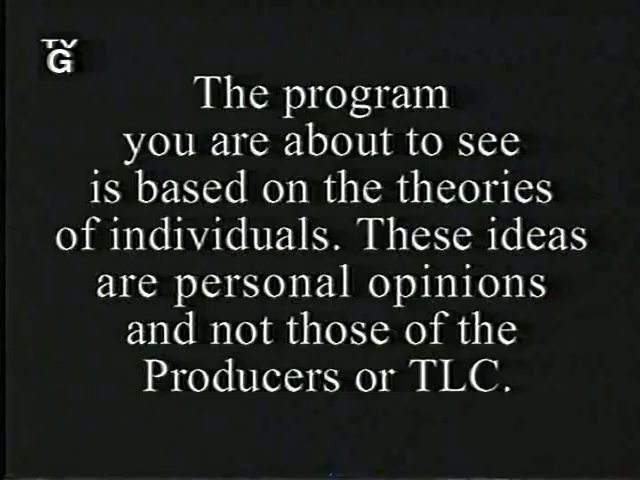 TV
G
The program
you are about to see
is based on the theories
of individuals. These ideas
are personal opinions
and not those of the
Producers or TLC.